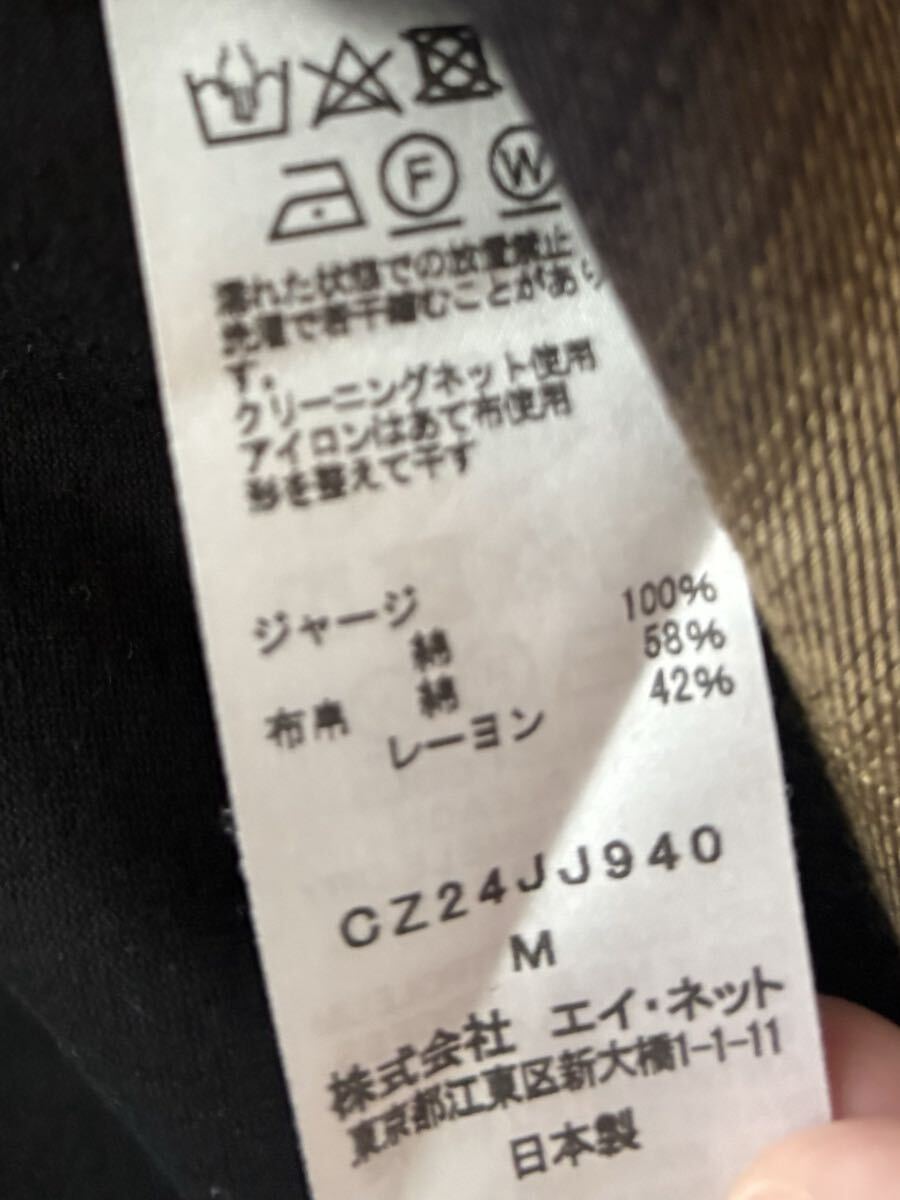 F W
濡れた状態での放置禁止
洗濯で若干縮むことがあり
す。
クリーニングネット使用
アイロンはあて布使用
形を整えて干す
ジャージ 100%
綿 58%
布帛 綿 42%
レーヨン
CZ24JJ940
M
株式会社 エイ・ネット
東京都江東区新大橋1-1-11
日本製